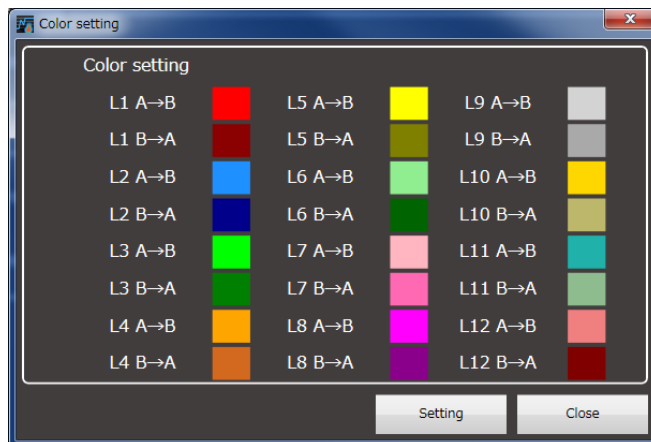 Color setting
Color setting
L1 A→B L5 A→B L9 A→B
L1 B→A L5 B→A L9 B→A
L2 A→B L6 A→B L10 A→B
L2 B→A L6 B→A L10 B→A
L3 A→B L7 A→B L11 A→B
L3 B→A L7 B→A L11 B→A
L4 A→B L8 A→B L12 A→B
L4 B→A L8 B→A L12 B→A
Setting Close